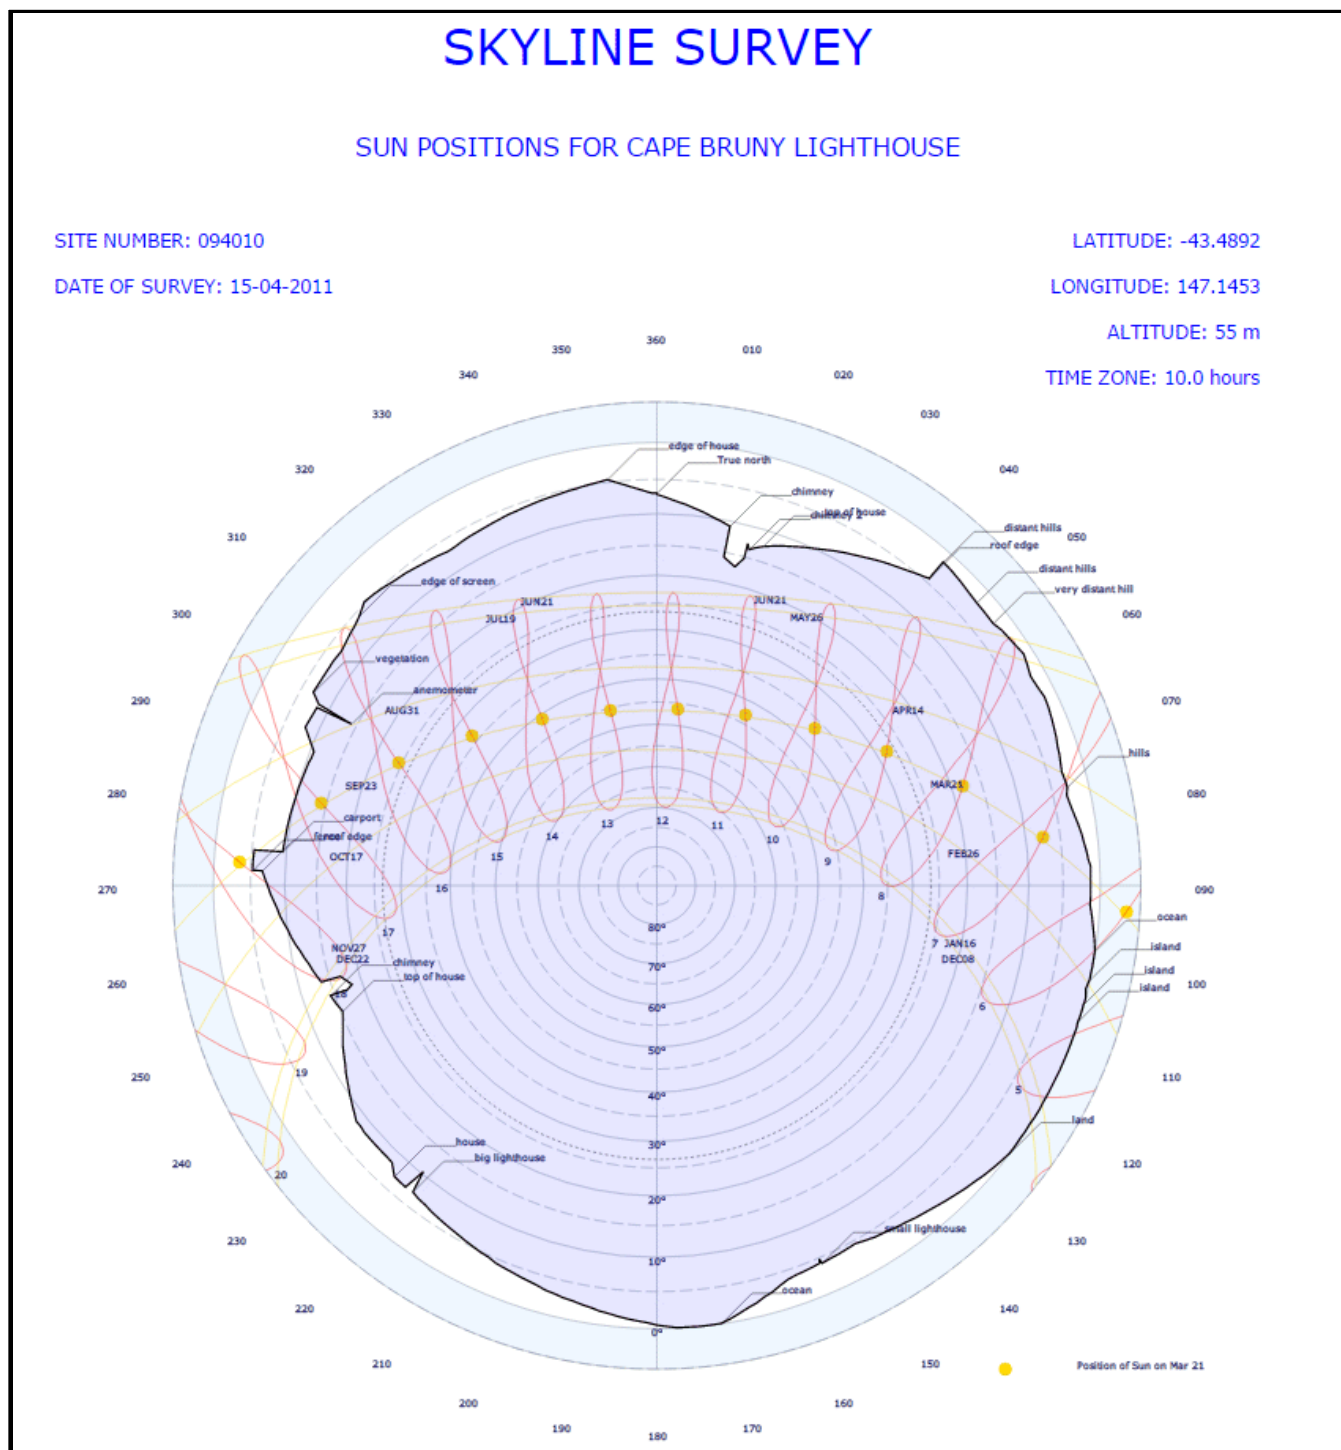 SKYLINE SURVEY
SUN POSITIONS FOR CAPE BRUNY LIGHTHOUSE
SITE NUMBER: 094010
LATITUDE: -43.4892
DATE OF SURVEY: 15-04-2011
LONGITUDE: 147.1453
ALTITUDE: 55 m
TIME ZONE: 10.0 hours
350
360
010
340
020
330
030
320
040
310
050
300
060
290
070
280
080
270
090
260
100
250
110
240
120
230
130
220
140
210
150
200
160
190
170
180
edge of house
True north
chimney
top of house
chimney 2
distant hills
roof edge
distant hills
very distant hill
edge of screen
JUN21
JUN21
JUL19
MAY26
vegetation
anemometer
AUG31
APR14
hills
SEP23
MAR21
carport
fence
roof edge
OCT17
FEB26
12
13
11
14
10
15
9
16
8
17
7
18
6
19
5
20
ocean
island
island
island
NOV27
DEC22
JAN16
DEC08
chimney
top of house
80°
70°
60°
50°
40°
30°
20°
10°
0°
land
house
big lighthouse
small lighthouse
ocean
Position of Sun on Mar 21